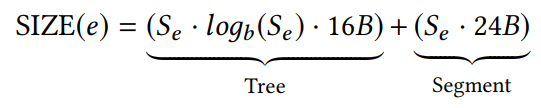 SIZE(e) = (S_e · log_b(S_e) · 16B) + (S_e · 24B)
Tree Segment